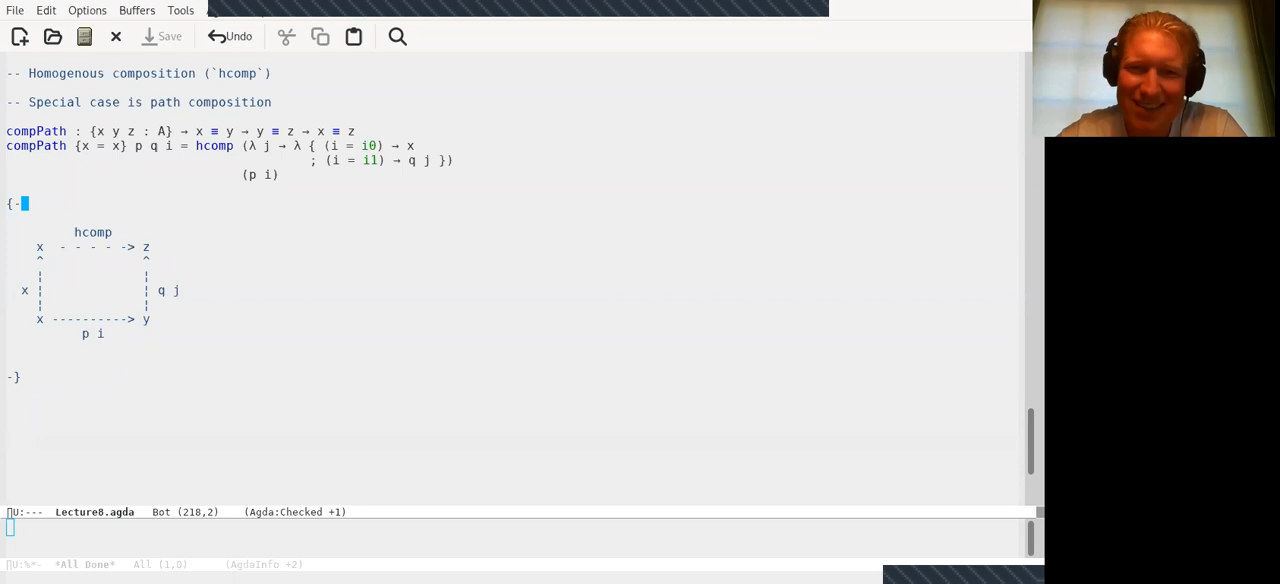 File Edit Options Buffers Tools
Save Undo
-- Homogenous composition (`hcomp`)
-- Special case is path composition
compPath : {x y z : A} → x ≡ y → y ≡ z → x ≡ z
compPath {x = x} p q i = hcomp (λ j → λ { (i = i0) → x
; (i = i1) → q j })
(p i)
{-
hcomp
x - - - - -> z
^ ^
¦ ¦
x ¦ ¦ q j
¦ ¦
x ----------> y
p i
-}
U:--- Lecture8.agda Bot (218,2) (Agda:Checked +1)
U:%*- *All Done* All (1,0) (AgdaInfo +2)